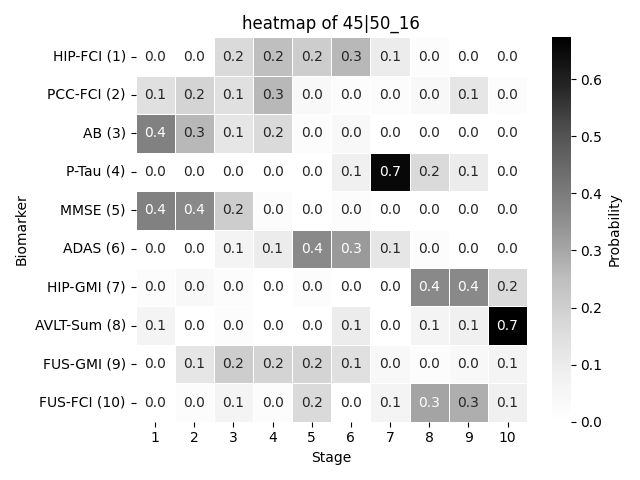 heatmap of 45|50_16
HIP-FCI (1) 0.0 0.0 0.2 0.2 0.2 0.3 0.1 0.0 0.0 0.0
PCC-FCI (2) 0.1 0.2 0.1 0.3 0.0 0.0 0.0 0.0 0.1 0.0
AB (3) 0.4 0.3 0.1 0.2 0.0 0.0 0.0 0.0 0.0 0.0
P-Tau (4) 0.0 0.0 0.0 0.0 0.0 0.1 0.7 0.2 0.1 0.0
MMSE (5) 0.4 0.4 0.2 0.0 0.0 0.0 0.0 0.0 0.0 0.0
ADAS (6) 0.0 0.0 0.1 0.1 0.4 0.3 0.1 0.0 0.0 0.0
HIP-GMI (7) 0.0 0.0 0.0 0.0 0.0 0.0 0.0 0.4 0.4 0.2
AVLT-Sum (8) 0.1 0.0 0.0 0.0 0.0 0.1 0.0 0.1 0.1 0.7
FUS-GMI (9) 0.0 0.1 0.2 0.2 0.2 0.1 0.0 0.0 0.0 0.1
FUS-FCI (10) 0.0 0.0 0.1 0.0 0.2 0.0 0.1 0.3 0.3 0.1
1 2 3 4 5 6 7 8 9 10
Stage
Biomarker
0.6
0.5
0.4
0.3
0.2
0.1
0.0
Probability